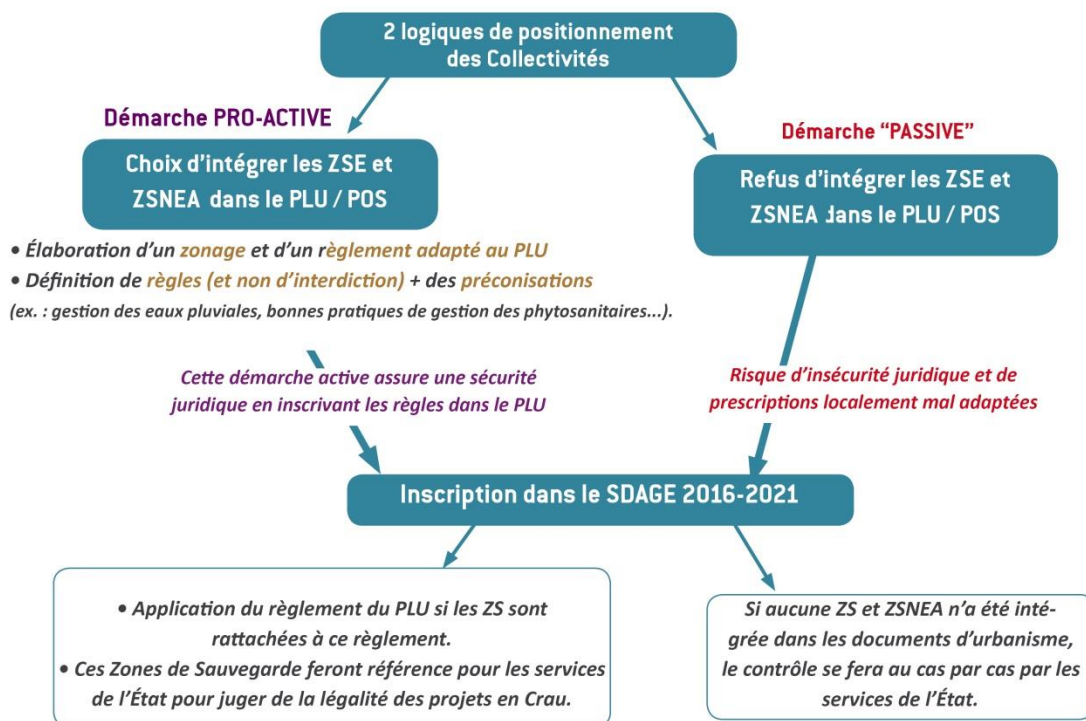 2 logiques de positionnement
des Collectivités
Démarche PRO-ACTIVE
Choix d’intégrer les ZSE et
ZSNEA dans le PLU / POS
• Élaboration d’un zonage et d’un règlement adapté au PLU
• Définition de règles (et non d’interdiction) + des préconisations
(ex. : gestion des eaux pluviales, bonnes pratiques de gestion des phytosanitaires...).
Cette démarche active assure une sécurité
juridique en inscrivant les règles dans le PLU
Démarche “PASSIVE”
Refus d’intégrer les ZSE et
ZSNEA dans le PLU / POS
Risque d’insécurité juridique et de
prescriptions localement mal adaptées
Inscription dans le SDAGE 2016-2021
• Application du règlement du PLU si les ZS sont
rattachées à ce règlement.
• Ces Zones de Sauvegarde feront référence pour les services
de l’État pour juger de la légalité des projets en Crau.
Si aucune ZS et ZSNEA n’a été inté-
grée dans les documents d’urbanisme,
le contrôle se fera au cas par cas par les
services de l’État.